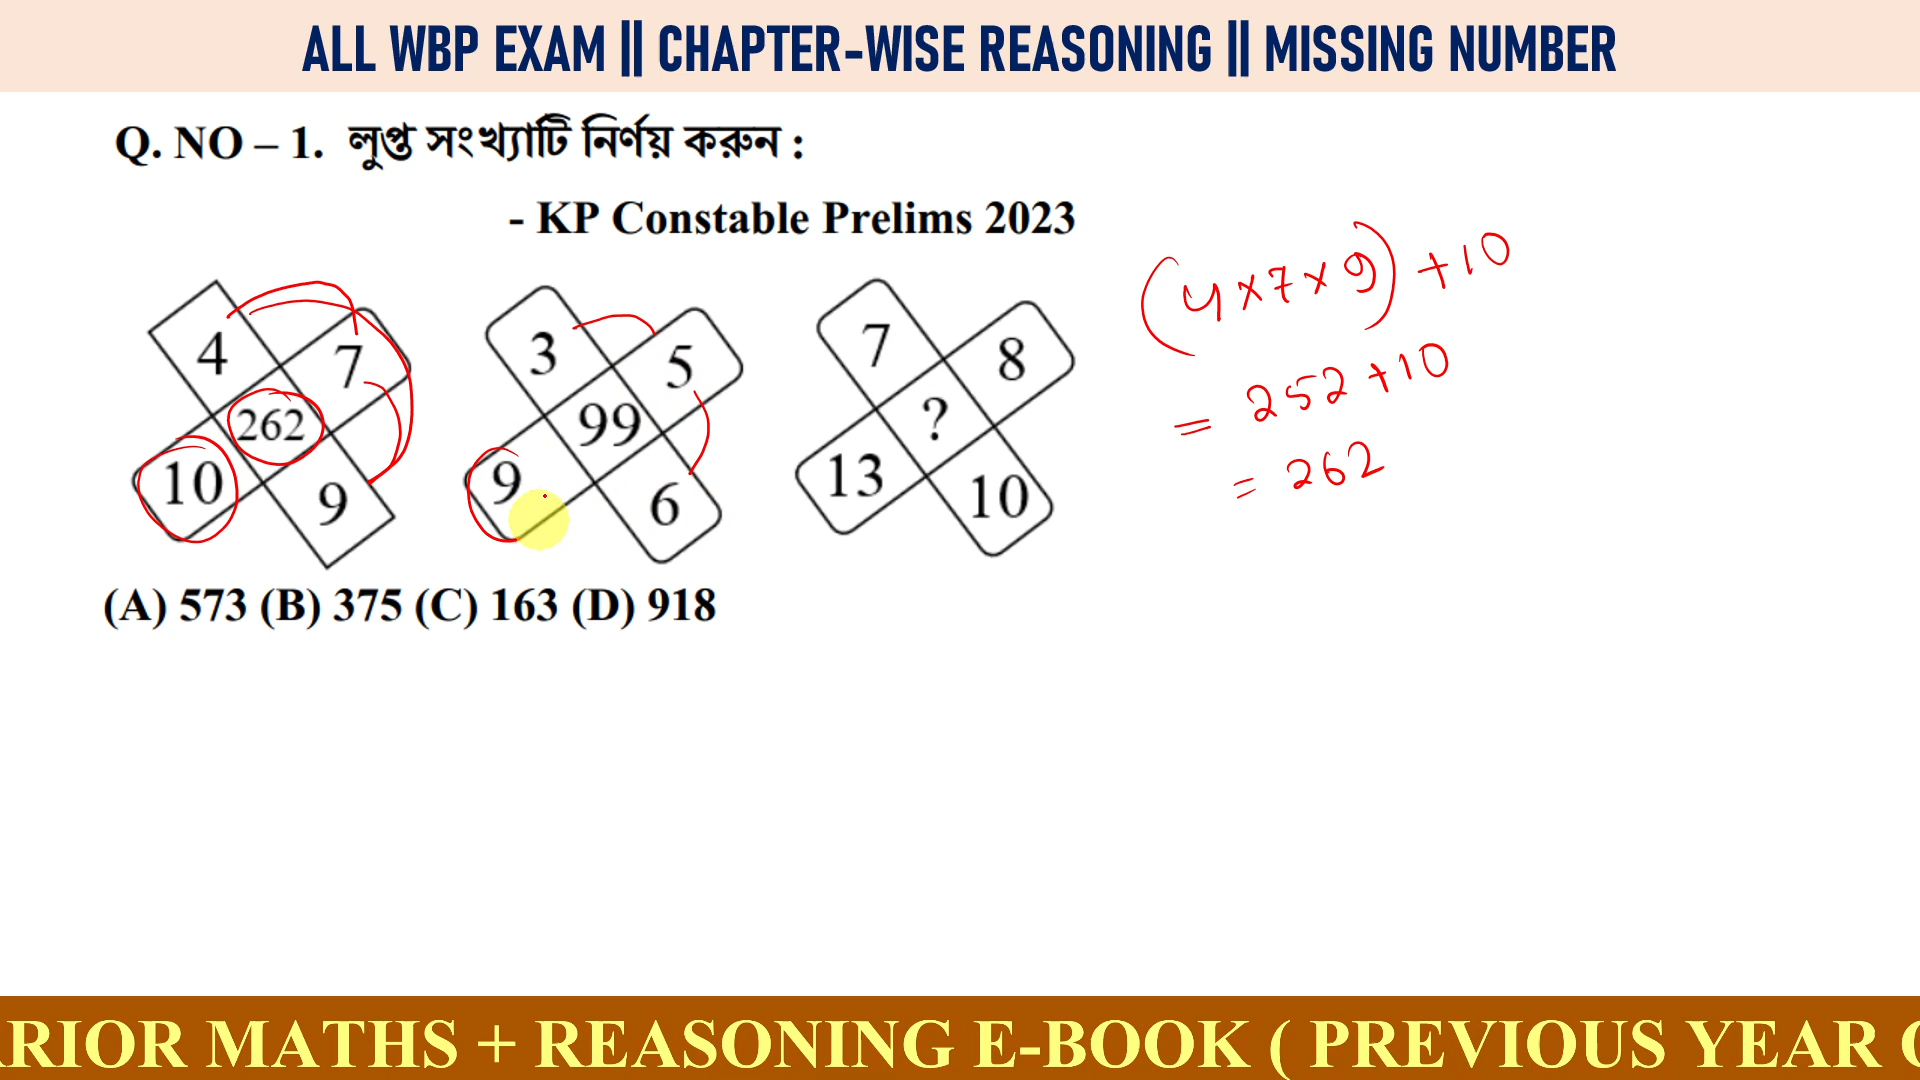 ALL WBP EXAM || CHAPTER-WISE REASONING || MISSING NUMBER
Q. NO – 1. লুপ্ত সংখ্যাটি নির্ণয় করুন :
- KP Constable Prelims 2023
4 7
262
10 9
3 5
99
9 6
7 8
?
13 10
(4×7×9)+10
= 252+10
= 262
(A) 573 (B) 375 (C) 163 (D) 918
RRIOR MATHS + REASONING E-BOOK ( PREVIOUS YEAR